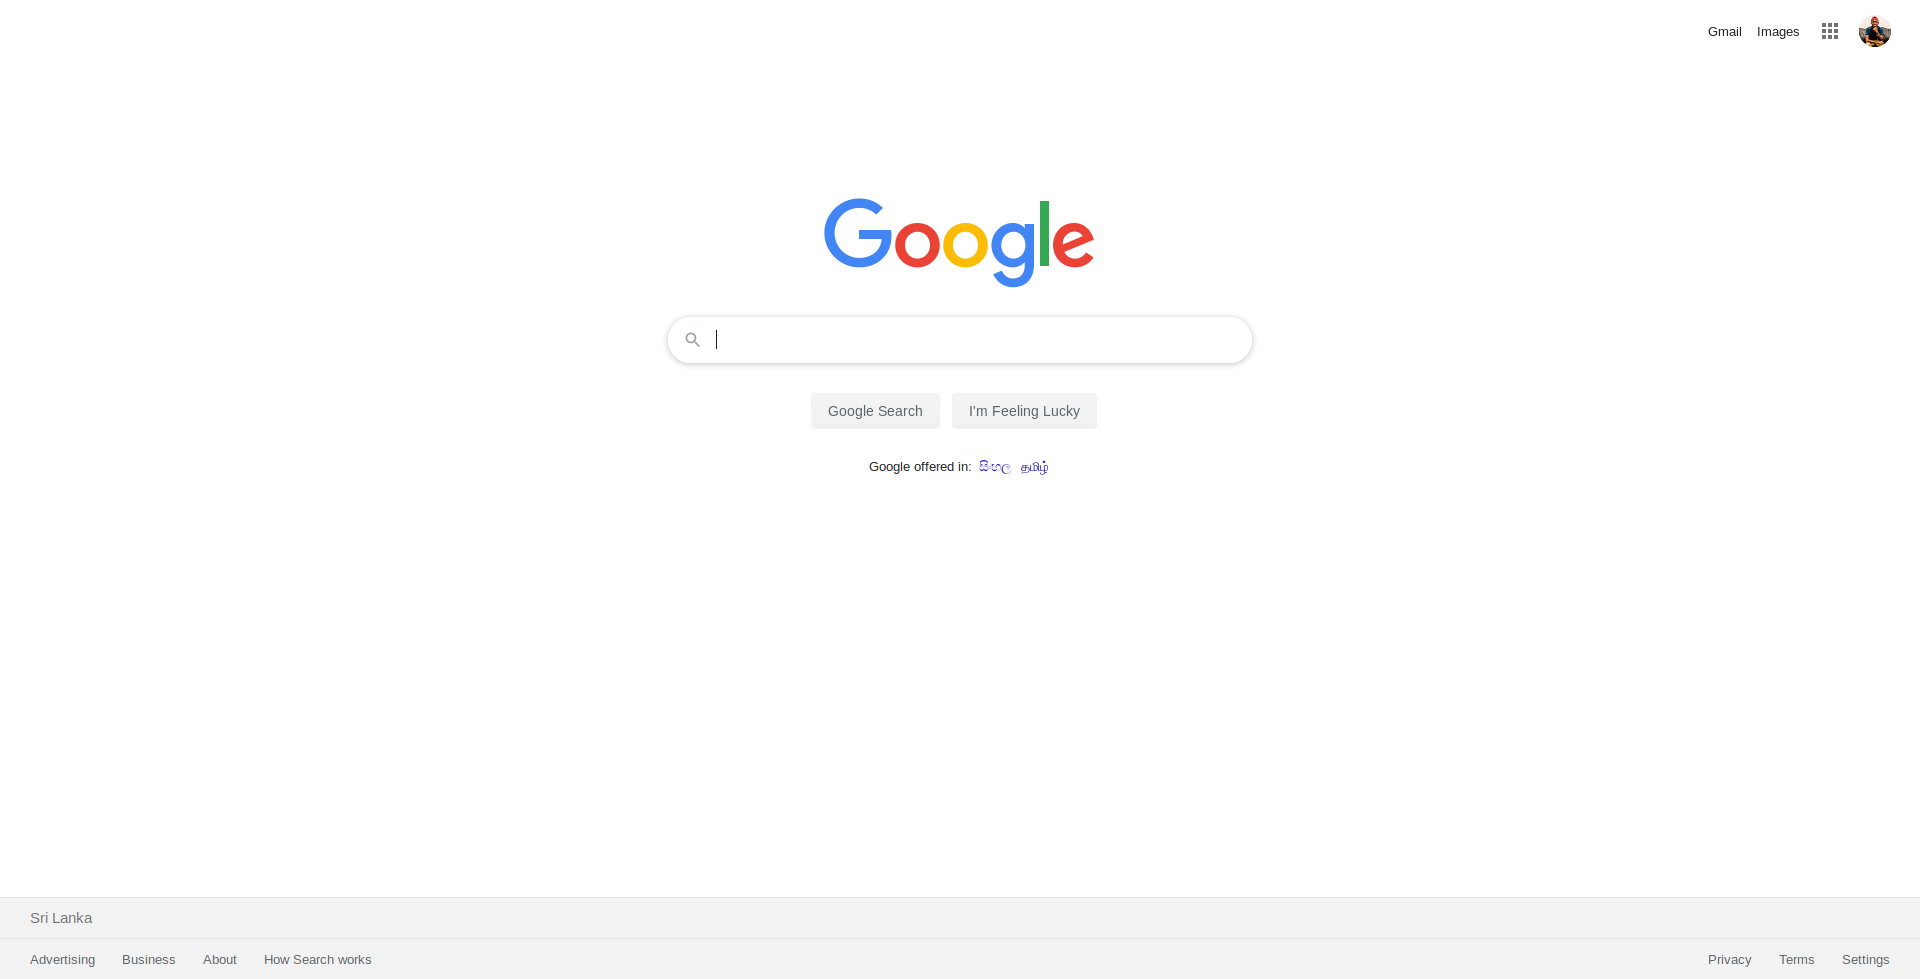 Gmail Images
Google
Google Search I'm Feeling Lucky
Google offered in: සිංහල தமிழ்
Sri Lanka
Advertising Business About How Search works Privacy Terms Settings